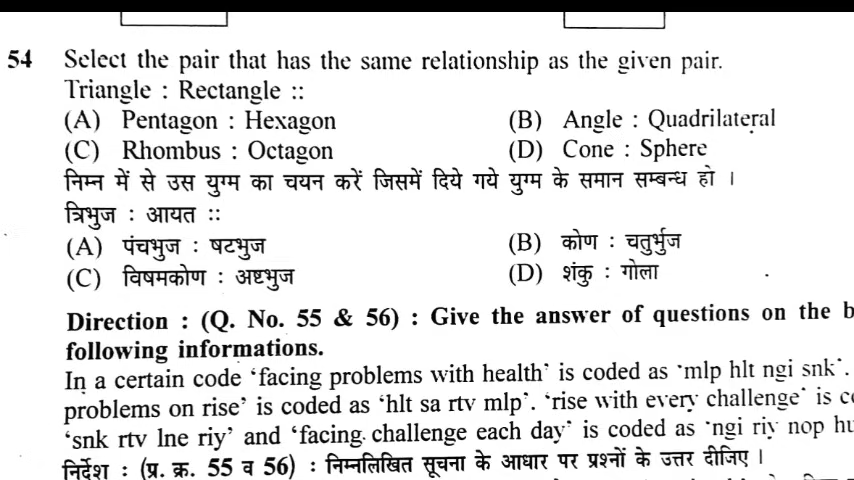 54 Select the pair that has the same relationship as the given pair.
Triangle : Rectangle ::
(A) Pentagon : Hexagon (B) Angle : Quadrilateral
(C) Rhombus : Octagon (D) Cone : Sphere
निम्न में से उस युग्म का चयन करें जिसमें दिये गये युग्म के समान सम्बन्ध हो ।
त्रिभुज : आयत ::
(A) पंचभुज : षटभुज (B) कोण : चतुर्भुज
(C) विषमकोण : अष्टभुज (D) शंकु : गोला
Direction : (Q. No. 55 & 56) : Give the answer of questions on the
following informations.
In a certain code ‘facing problems with health’ is coded as ‘mlp hlt ngi snk’.
problems on rise’ is coded as ‘hlt sa rtv mlp’. ‘rise with every challenge’ is
‘snk rtv lne riy’ and ‘facing challenge each day’ is coded as ‘ngi riy nop
निर्देश : (प्र. क्र. 55 व 56) : निम्नलिखित सूचना के आधार पर प्रश्नों के उत्तर दीजिए ।